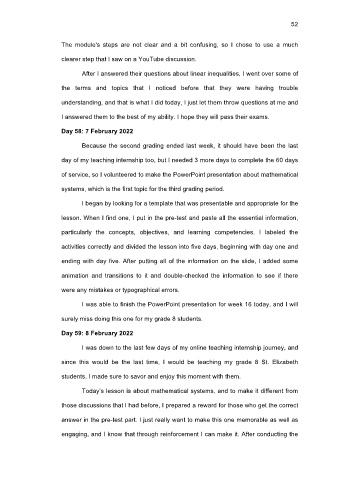 52
The module's steps are not clear and a bit confusing, so I chose to use a much
clearer step that I saw on a YouTube discussion.
After I answered their questions about linear inequalities, I went over some of
the terms and topics that I noticed before that they were having trouble
understanding, and that is what I did today, I just let them throw questions at me and
I answered them to the best of my ability. I hope they will pass their exams.
Day 58: 7 February 2022
Because the second grading ended last week, it should have been the last
day of my teaching internship too, but I needed 3 more days to complete the 60 days
of service, so I volunteered to make the PowerPoint presentation about mathematical
systems, which is the first topic for the third grading period.
I began by looking for a template that was presentable and appropriate for the
lesson. When I find one, I put in the pre-test and paste all the essential information,
particularly the concepts, objectives, and learning competencies. I labeled the
activities correctly and divided the lesson into five days, beginning with day one and
ending with day five. After putting all of the information on the slide, I added some
animation and transitions to it and double-checked the information to see if there
were any mistakes or typographical errors.
I was able to finish the PowerPoint presentation for week 16 today, and I will
surely miss doing this one for my grade 8 students.
Day 59: 8 February 2022
I was down to the last few days of my online teaching internship journey, and
since this would be the last time, I would be teaching my grade 8 St. Elizabeth
students, I made sure to savor and enjoy this moment with them.
Today's lesson is about mathematical systems, and to make it different from
those discussions that I had before, I prepared a reward for those who get the correct
answer in the pre-test part. I just really want to make this one memorable as well as
engaging, and I know that through reinforcement I can make it. After conducting the